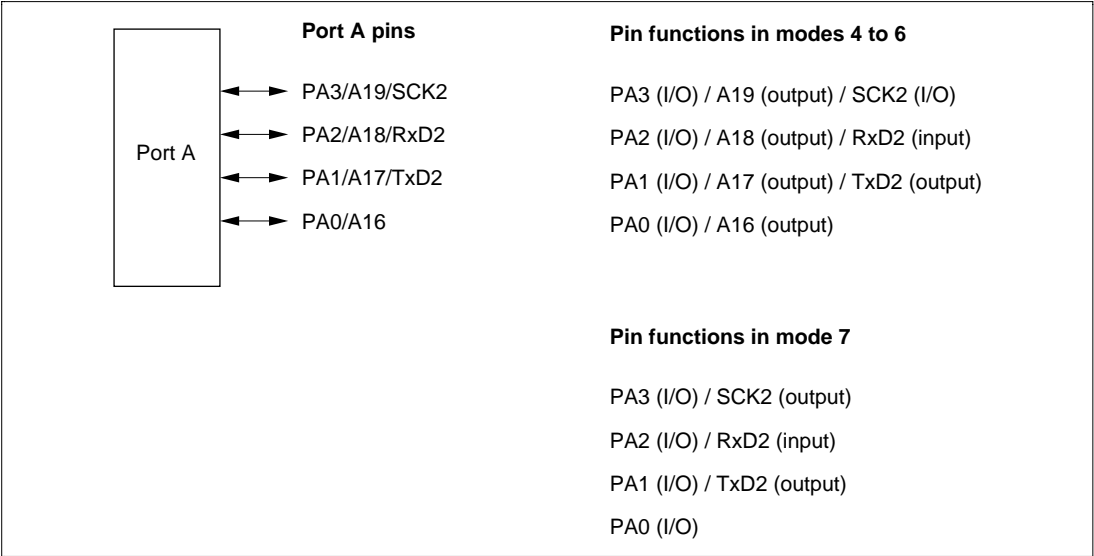 Port A
Port A pins
PA3/A19/SCK2
PA2/A18/RxD2
PA1/A17/TxD2
PA0/A16
Pin functions in modes 4 to 6
PA3 (I/O) / A19 (output) / SCK2 (I/O)
PA2 (I/O) / A18 (output) / RxD2 (input)
PA1 (I/O) / A17 (output) / TxD2 (output)
PA0 (I/O) / A16 (output)
Pin functions in mode 7
PA3 (I/O) / SCK2 (output)
PA2 (I/O) / RxD2 (input)
PA1 (I/O) / TxD2 (output)
PA0 (I/O)